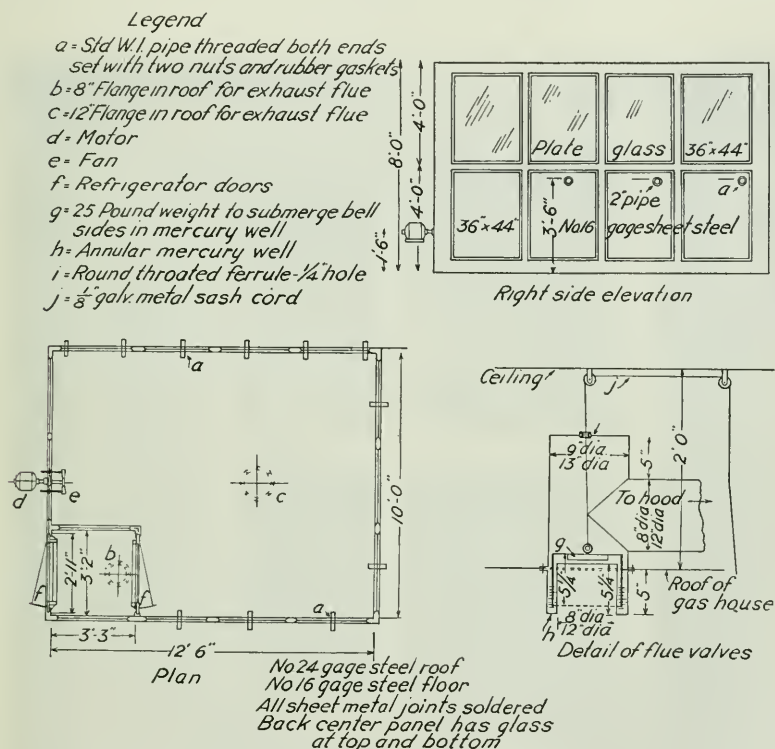 Legend
a = Std W.I. pipe threaded both ends
set with two nuts and rubber gaskets
b = 8" Flange in roof for exhaust flue
c = 12" Flange in roof for exhaust flue
d = Motor
e = Fan
f = Refrigerator doors
g = 25 Pound weight to submerge bell
sides in mercury well
h = Annular mercury well
i = Round throated ferrule-1/4" hole
j = 1/8" galv. metal sash cord
8'-0"
4'-0"
4'-0"
1'-6"
Plate glass 36" x 44"
36" x 44"
3'-6"
No 16
2" pipe
a
gage sheet steel
Right side elevation
a
d
e
c
10'-0"
b
2'-11"
3'-2"
f
f
a
3'-3"
12' 6"
Plan
No 24 gage steel roof
No 16 gage steel floor
All sheet metal joints soldered
Back center panel has glass
at top and bottom
Ceiling
j
i
9" dia
13" dia
5"
2' 0"
To hood
8" dia
12" dia
g
5 1/4"
5 1/4"
5"
Roof of
gas house
8" dia
12" dia
h
Detail of flue valves